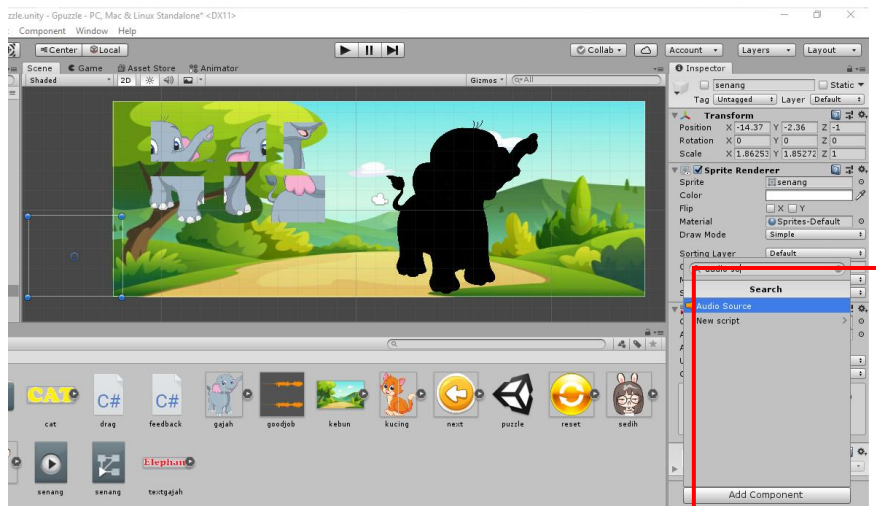 zzle.unity - Gpuzzle - PC, Mac & Linux Standalone* <DX11>
Component Window Help
Center Local Collab Account Layers Layout
Scene Game Asset Store Animator
Shaded 2D Gizmos All
Inspector
senang Static
Tag Untagged Layer Default
Transform
Position X -14.37 Y -2.36 Z -1
Rotation X 0 Y 0 Z 0
Scale X 1.86253 Y 1.85272 Z 1
Sprite Renderer
Sprite senang
Color
Flip X Y
Material Sprites-Default
Draw Mode Simple
Sorting Layer Default
Search
Audio Source
New script
Add Component
CAT C# C#
cat drag feedback gajah goodjob kebun kucing next puzzle reset sedih
Elephan
senang senang textgajah